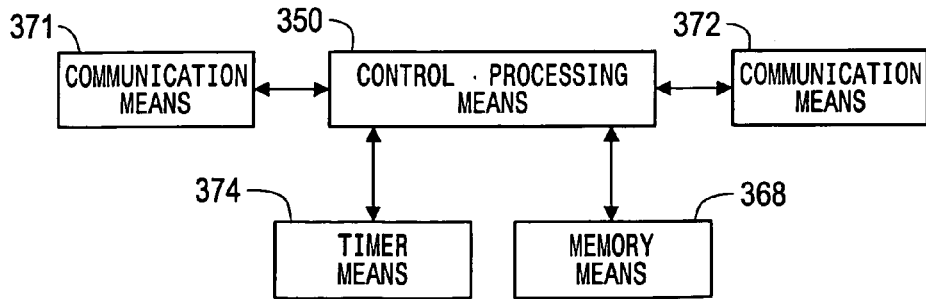 371
350
372
COMMUNICATION
MEANS
CONTROL · PROCESSING
MEANS
COMMUNICATION
MEANS
374
368
TIMER
MEANS
MEMORY
MEANS